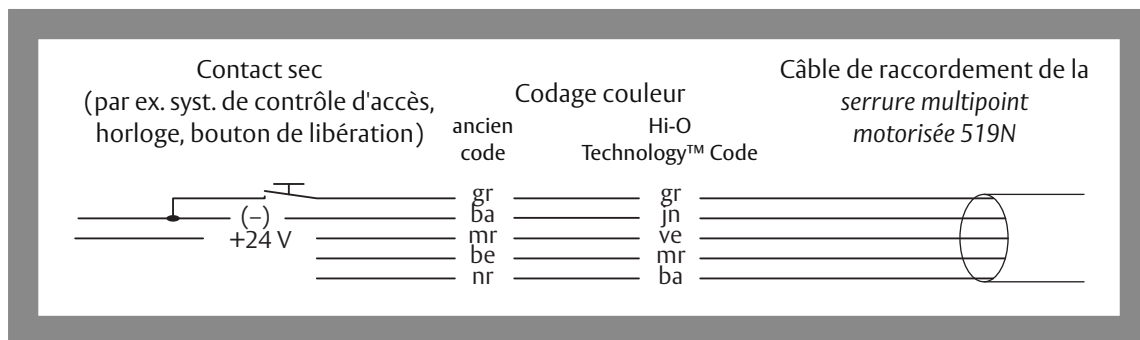 Contact sec
(par ex. syst. de contrôle d'accès,
horloge, bouton de libération)
Codage couleur
ancien
code
Hi-O
Technology™ Code
Câble de raccordement de la
serrure multipoint
motorisée 519N
gr gr
(–) ba jn
+24 V mr ve
be mr
nr ba